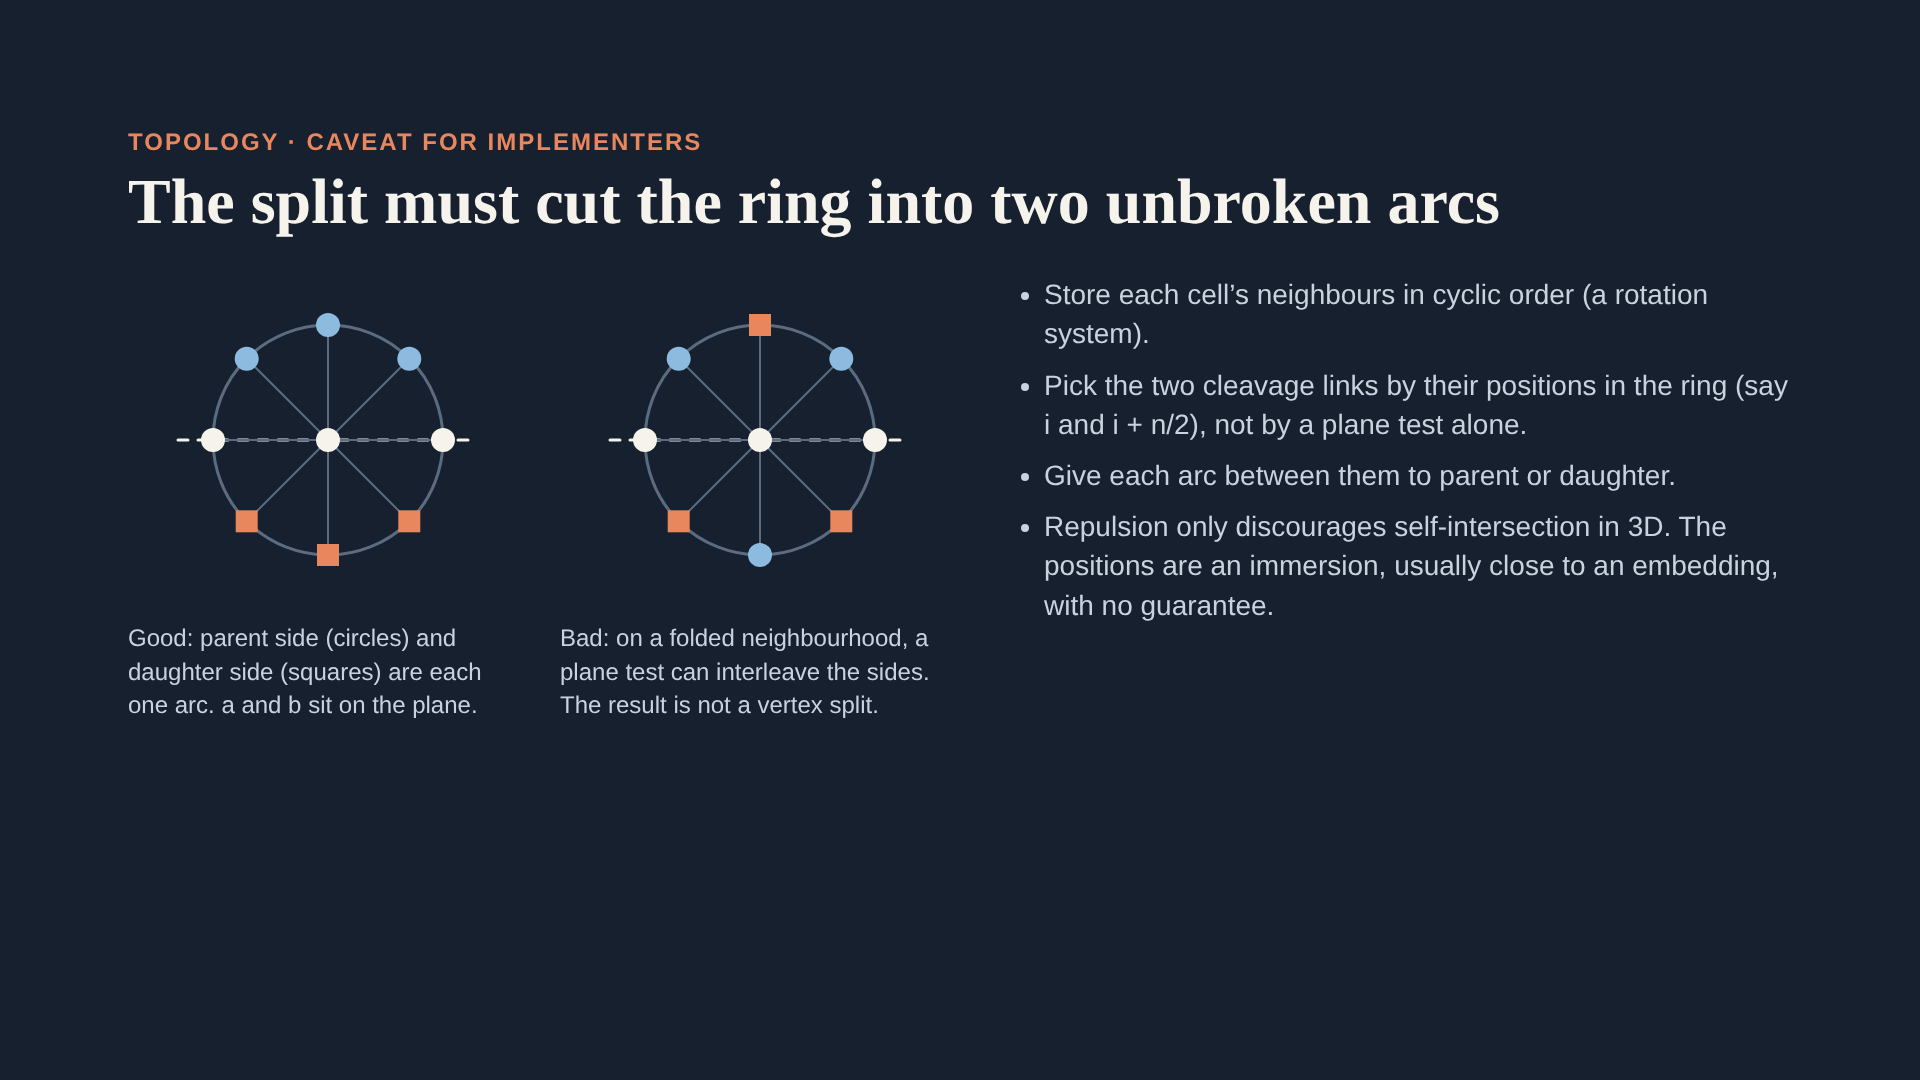 TOPOLOGY · CAVEAT FOR IMPLEMENTERS
The split must cut the ring into two unbroken arcs
Good: parent side (circles) and
daughter side (squares) are each
one arc. a and b sit on the plane.
Bad: on a folded neighbourhood, a
plane test can interleave the sides.
The result is not a vertex split.
• Store each cell’s neighbours in cyclic order (a rotation
system).
• Pick the two cleavage links by their positions in the ring (say
i and i + n/2), not by a plane test alone.
• Give each arc between them to parent or daughter.
• Repulsion only discourages self-intersection in 3D. The
positions are an immersion, usually close to an embedding,
with no guarantee.